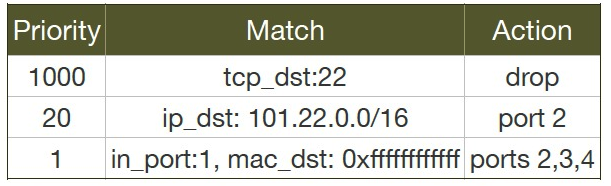 Priority Match Action
1000 tcp_dst:22 drop
20 ip_dst: 101.22.0.0/16 port 2
1 in_port:1, mac_dst: 0xffffffffffff ports 2,3,4